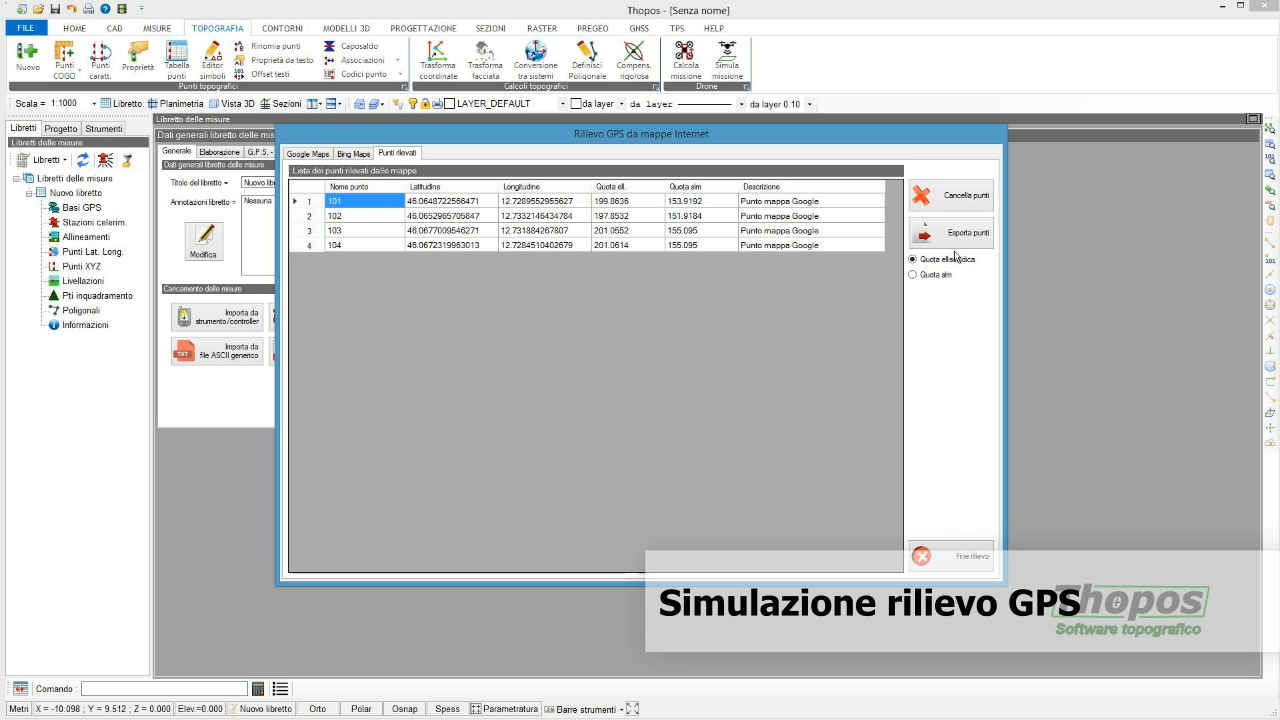 Thopos - [Senza nome]
FILE HOME CAD MISURE TOPOGRAFIA CONTORNI MODELLI 3D PROGETTAZIONE SEZIONI RASTER PREGEO GNSS TPS HELP
Nuovo
Punti COGO
Punti caratt.
Proprietà
Tabella punti
Editor simboli
Rinomia punti
Proprietà da testo
Offset testi
Caposaldo
Associazioni
Codici punto
Trasforma coordinate
Trasforma facciata
Conversione tra sistemi
Definisci Poligonale
Compens. rigorosa
Calcola missione
Simula missione
Punti topografici
Calcoli topografici
Drone
Scala = 1:1000 Libretto Planimetria Vista 3D Sezioni LAYER_DEFAULT da layer da layer da layer 0.10
Libretti Progetto Strumenti
Libretti delle misure
Libretti
Libretti delle misure
Nuovo libretto
Basi GPS
Stazioni celerim.
Allineamenti
Punti Lat. Long.
Punti XYZ
Livellazioni
Pti inquadramento
Poligonali
Informazioni
Libretto delle misure
Dati generali libretto delle mis
Generale Elaborazione G.P.S. -
Dati generali libretto delle misure
Titolo del libretto = Nuovo libr
Annotazioni libretto = Nessuna
Modifica
Caricamento delle misure
Importa da strumento/controller
Importa da file ASCII generico
Rilievo GPS da mappe Internet
Google Maps Bing Maps Punti rilevati
Lista dei punti rilevati dalle mappe
Nome punto Latitudine Longitudine Quota ell. Quota slm Descrizione
1 101 46.0648722566471 12.7289552955627 199.8636 153.9192 Punto mappa Google
2 102 46.0652965705847 12.7332146434784 197.8532 151.9184 Punto mappa Google
3 103 46.0677009546271 12.731884267807 201.0552 155.095 Punto mappa Google
4 104 46.0672319963013 12.7284510402679 201.0614 155.095 Punto mappa Google
Cancella punti
Esporta punti
Quota slm
Fine rilievo
Simulazione rilievo GPS
Thopos
Software topografico
Comando :
Metri X = -10.098 ; Y = 9.512 ; Z = 0.000 Elev.=0.000 Nuovo libretto Orto Polar Osnap Spess Parametratura Barre strumenti